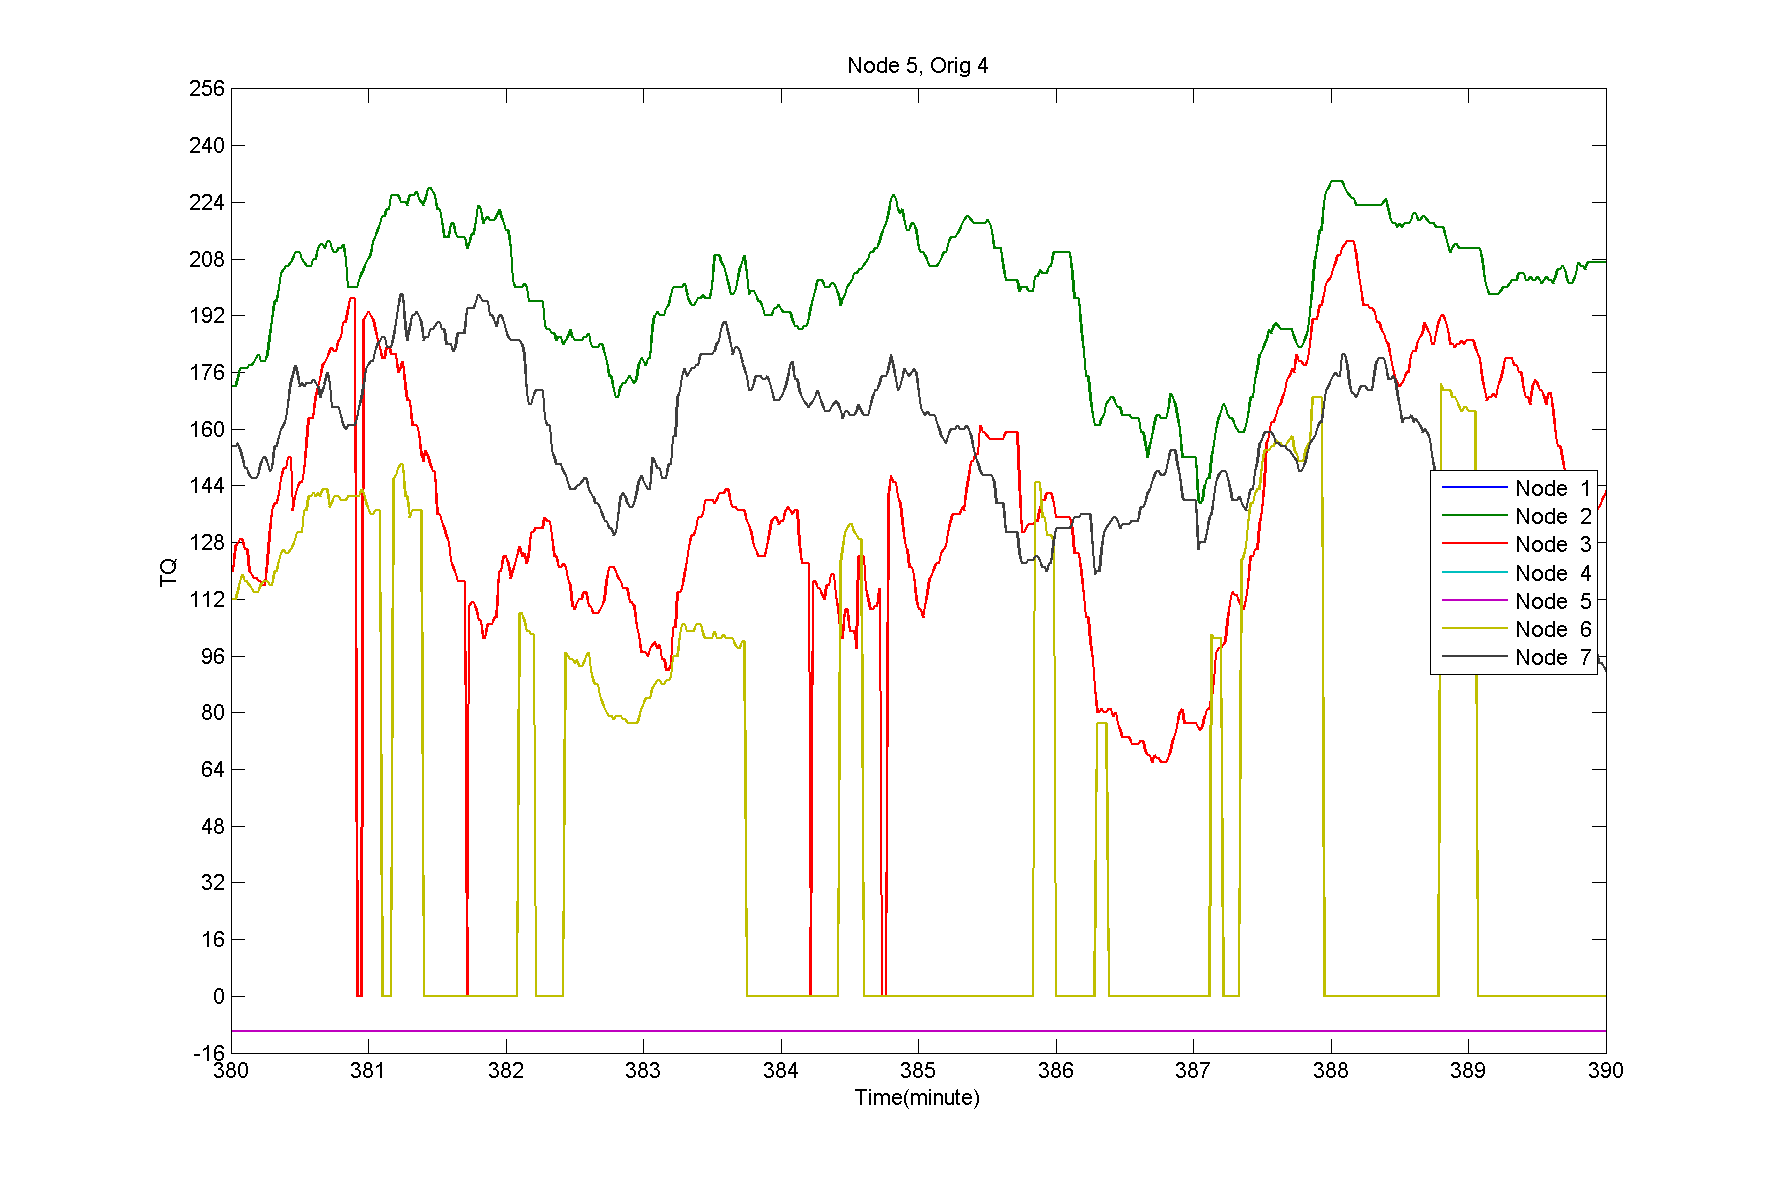 Node 5, Orig 4
256
240
224
208
192
176
160
144
128
112
96
80
64
48
32
16
0
-16
TQ
Node 1
Node 2
Node 3
Node 4
Node 5
Node 6
Node 7
380 381 382 383 384 385 386 387 388 389 390
Time(minute)